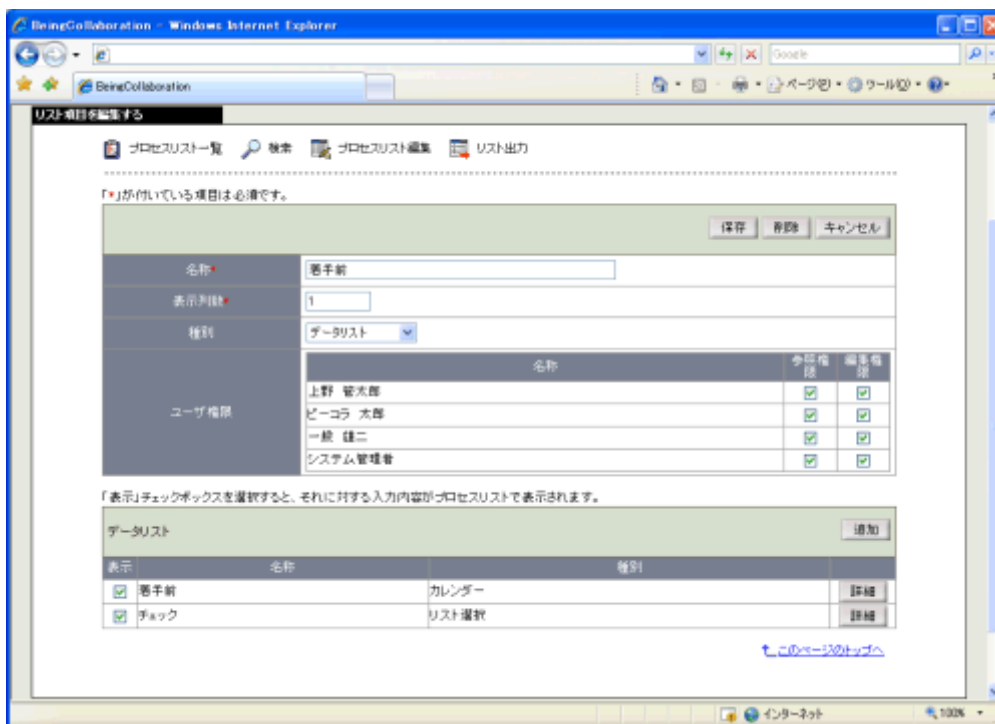 BeingCollaboration - Windows Internet Explorer
Google
BeingCollaboration
ページ(P) ツール(O)
リスト項目を編集する
プロセスリスト一覧 検索 プロセスリスト編集 リスト出力
「*」が付いている項目は必須です。
保存 削除 キャンセル
名称* 着手前
表示列数* 1
種別 データリスト
ユーザ権限
名称 参照権限 編集権限
上野 管太郎
ピーコラ 太郎
一般 雄二
システム管理者
「表示」チェックボックスを選択すると、それに対する入力内容がプロセスリストで表示されます。
データリスト 追加
表示 名称 種別
着手前 カレンダー 詳細
チェック リスト選択 詳細
このページのトップへ
インターネット 100%